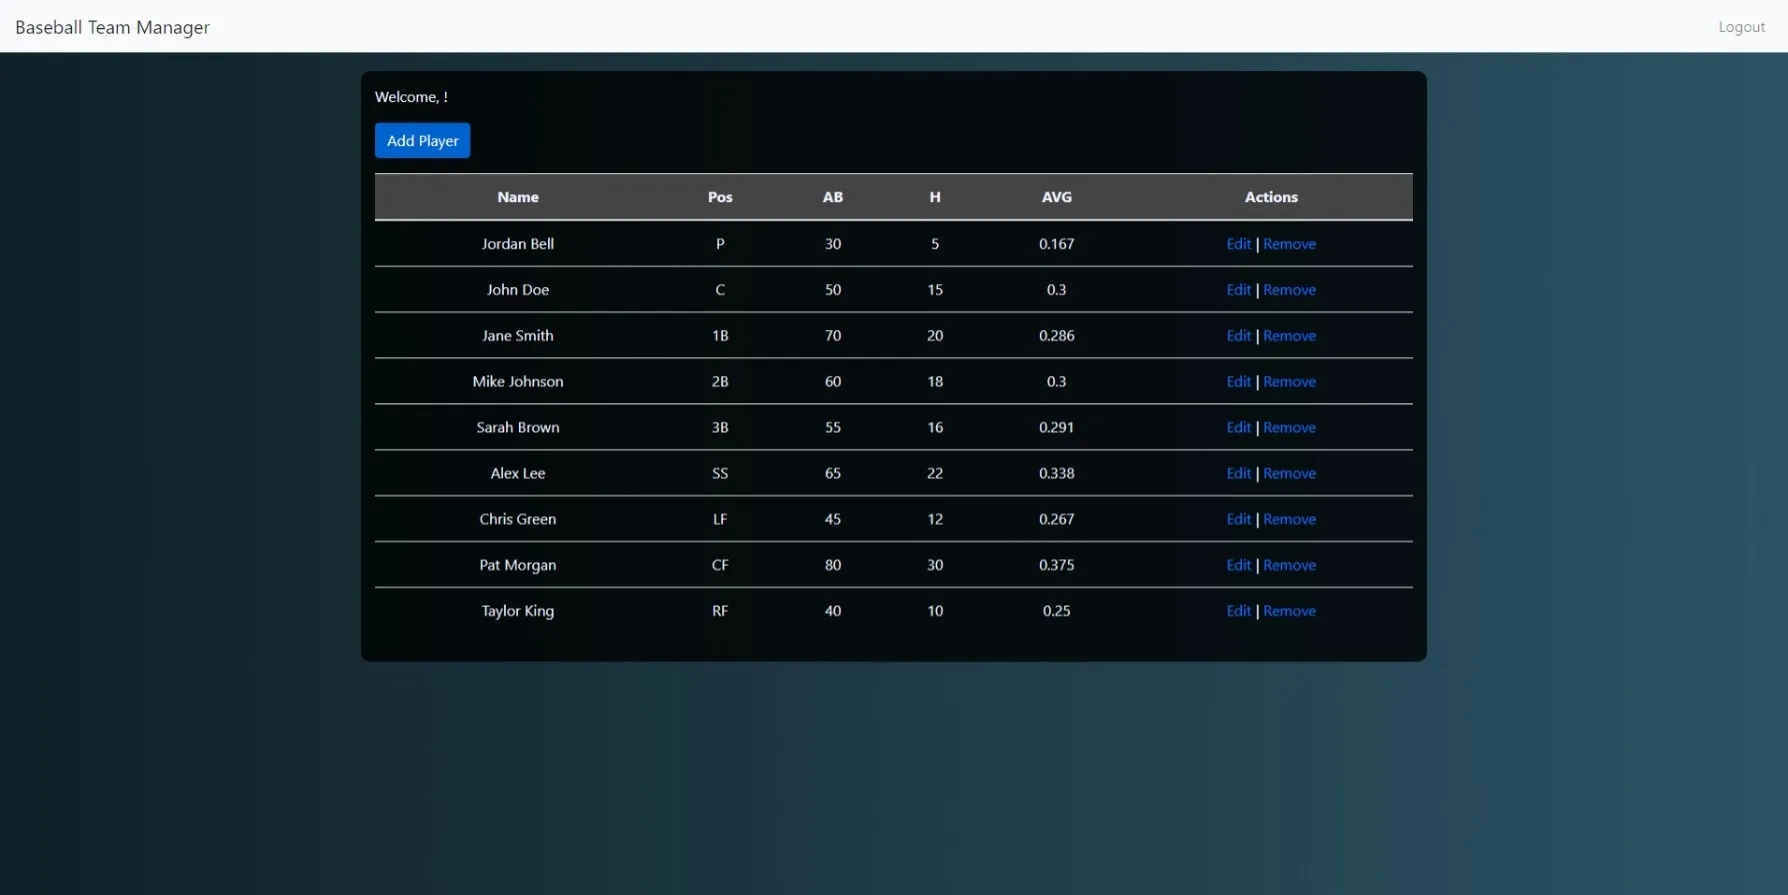 Baseball Team Manager Logout
Welcome, !
Add Player
Name Pos AB H AVG Actions
Jordan Bell P 30 5 0.167 Edit | Remove
John Doe C 50 15 0.3 Edit | Remove
Jane Smith 1B 70 20 0.286 Edit | Remove
Mike Johnson 2B 60 18 0.3 Edit | Remove
Sarah Brown 3B 55 16 0.291 Edit | Remove
Alex Lee SS 65 22 0.338 Edit | Remove
Chris Green LF 45 12 0.267 Edit | Remove
Pat Morgan CF 80 30 0.375 Edit | Remove
Taylor King RF 40 10 0.25 Edit | Remove